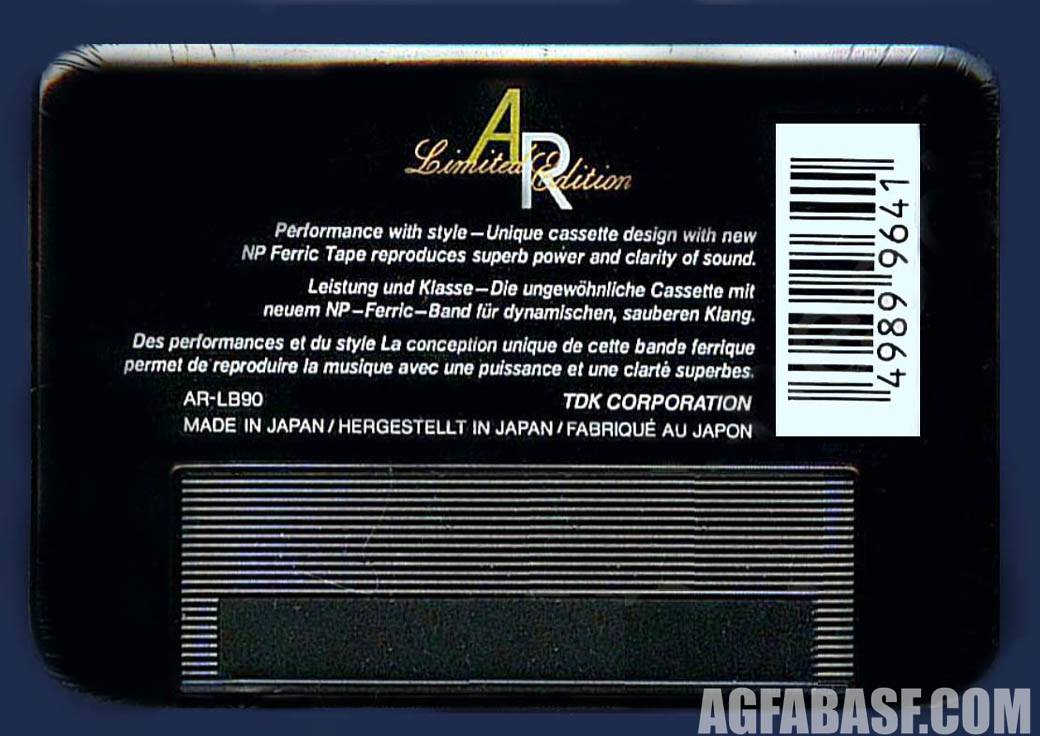 AR
Limited Edition
Performance with style—Unique cassette design with new
NP Ferric Tape reproduces superb power and clarity of sound.
Leistung und Klasse—Die ungewöhnliche Cassette mit
neuem NP–Ferric–Band für dynamischen, sauberen Klang.
Des performances et du style La conception unique de cette bande ferrique
permet de reproduire la musique avec une puissance et une clarté superbes.
AR-LB90 TDK CORPORATION
MADE IN JAPAN / HERGESTELLT IN JAPAN / FABRIQUÉ AU JAPON
4989 9641
AGFABASF.COM